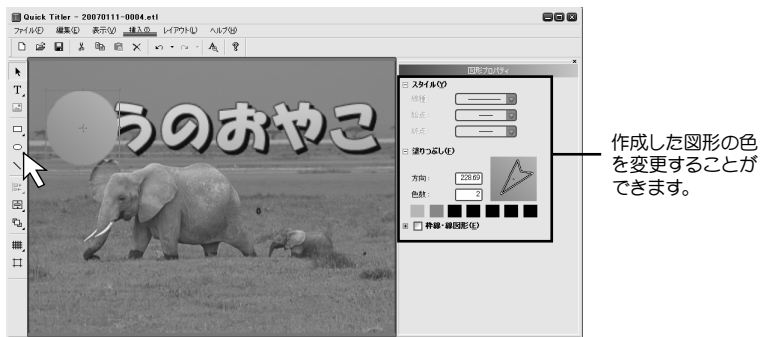 Quick Titler - 20070111-0004.etl
ファイル(F) 編集(E) 表示(V) 挿入(I) レイアウト(L) ヘルプ(H)
図形プロパティ
スタイル(Y)
線種:
始点:
終点:
塗りつぶし(F)
方向: 228.69
色数: 2
枠線・線図形(E)
T
うのおやこ
作成した図形の色
を変更することが
できます。